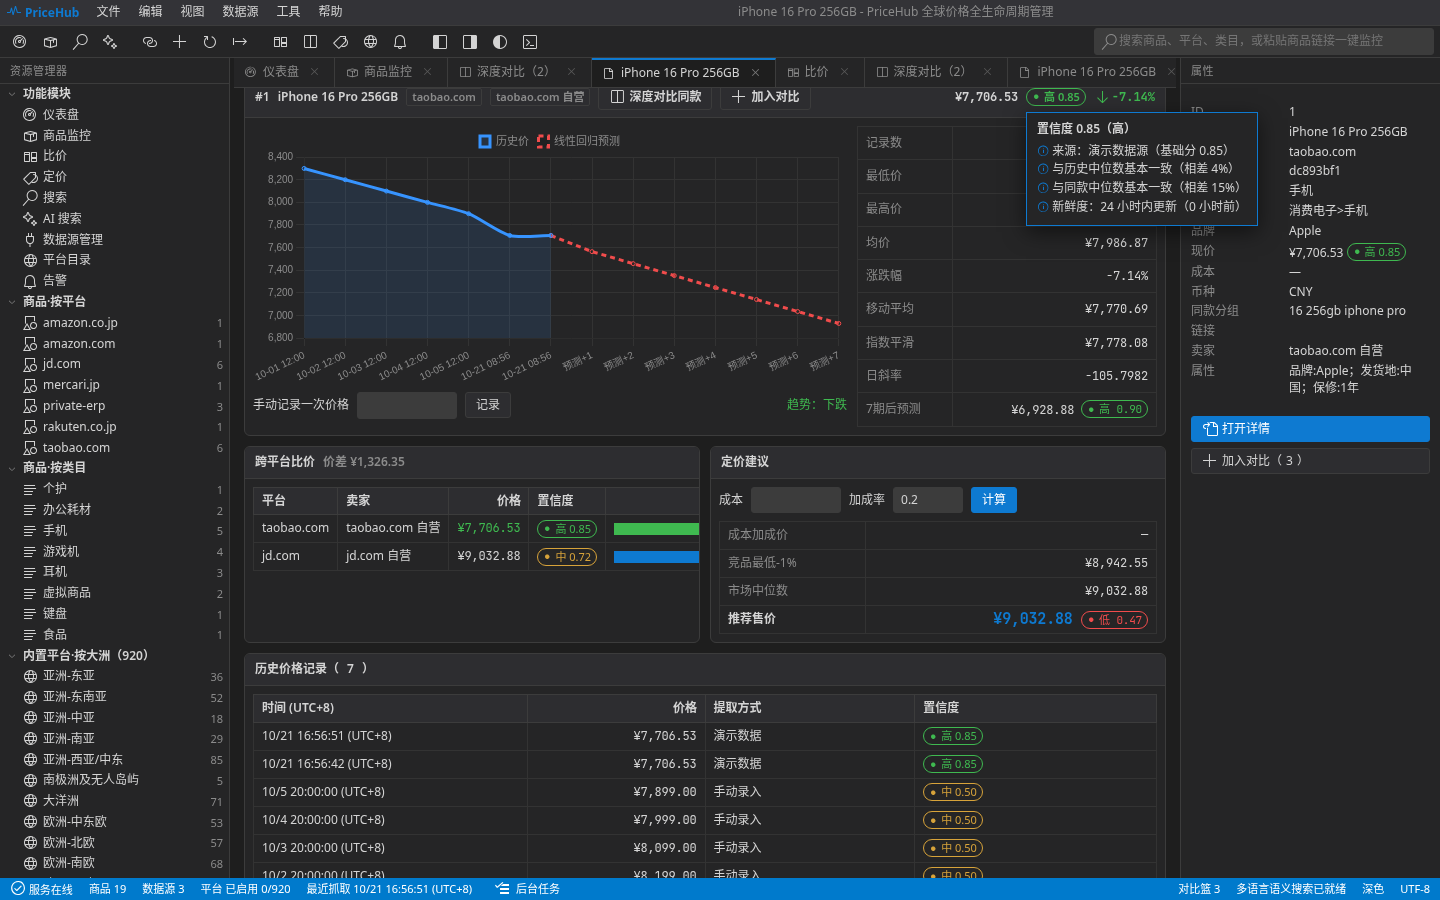 PriceHub 文件 编辑 视图 数据源 工具 帮助 iPhone 16 Pro 256GB - PriceHub 全球价格全生命周期管理
搜索商品、平台、类目，或粘贴商品链接一键监控
资源管理器
功能模块
仪表盘
商品监控
比价
定价
搜索
AI 搜索
数据源管理
平台目录
告警
商品·按平台
amazon.co.jp 1
amazon.com 1
jd.com 6
mercari.jp 1
private-erp 3
rakuten.co.jp 1
taobao.com 6
商品·按类目
个护 1
办公耗材 2
手机 5
游戏机 4
耳机 3
虚拟商品 2
键盘 1
食品 1
内置平台·按大洲（920）
亚洲-东亚 36
亚洲-东南亚 52
亚洲-中亚 18
亚洲-南亚 29
亚洲-西亚/中东 85
南极洲及无人岛屿 5
大洋洲 71
欧洲-中东欧 53
欧洲-北欧 57
欧洲-南欧 68
仪表盘 × 商品监控 × 深度对比（2） × iPhone 16 Pro 256GB × 比价 × 深度对比（2） × iPhone 16 Pro 256GB ×
#1 iPhone 16 Pro 256GB taobao.com taobao.com 自营 深度对比同款 加入对比 ¥7,706.53 高 0.85 -7.14%
历史价 线性回归预测
8,400
8,200
8,000
7,800
7,600
7,400
7,200
7,000
6,800
10-01 12:00 10-02 12:00 10-03 12:00 10-04 12:00 10-05 12:00 10-21 08:56 10-21 08:56 预测+1 预测+2 预测+3 预测+4 预测+5 预测+6 预测+7
手动记录一次价格 记录 趋势：下跌
记录数
最低价
最高价
均价 ¥7,986.87
涨跌幅 -7.14%
移动平均 ¥7,770.69
指数平滑 ¥7,778.08
日斜率 -105.7982
7期后预测 ¥6,928.88 高 0.90
置信度 0.85（高）
来源：演示数据源（基础分 0.85）
与历史中位数基本一致（相差 4%）
与同款中位数基本一致（相差 15%）
新鲜度：24 小时内更新（0 小时前）
跨平台比价 价差 ¥1,326.35
平台 卖家 价格 置信度
taobao.com taobao.com 自营 ¥7,706.53 高 0.85
jd.com jd.com 自营 ¥9,032.88 中 0.72
定价建议
成本 加成率 0.2 计算
成本加成价 —
竞品最低-1% ¥8,942.55
市场中位数 ¥9,032.88
推荐售价 ¥9,032.88 低 0.47
历史价格记录（ 7 ）
时间 (UTC+8) 价格 提取方式 置信度
10/21 16:56:51 (UTC+8) ¥7,706.53 演示数据 高 0.85
10/21 16:56:42 (UTC+8) ¥7,706.53 演示数据 高 0.85
10/5 20:00:00 (UTC+8) ¥7,899.00 手动录入 中 0.50
10/4 20:00:00 (UTC+8) ¥7,999.00 手动录入 中 0.50
10/3 20:00:00 (UTC+8) ¥8,099.00 手动录入 中 0.50
10/2 20:00:00 (UTC+8) ¥8,199.00 手动录入 中 0.50
属性
ID 1
iPhone 16 Pro 256GB
taobao.com
dc893bf1
手机
消费电子>手机
品牌 Apple
现价 ¥7,706.53 高 0.85
成本 —
币种 CNY
同款分组 16 256gb iphone pro
链接
卖家 taobao.com 自营
属性 品牌:Apple；发货地:中
国；保修:1年
打开详情
加入对比（ 3 ）
服务在线 商品 19 数据源 3 平台 已启用 0/920 最近抓取 10/21 16:56:51 (UTC+8) 后台任务 对比篮 3 多语言语义搜索已就绪 深色 UTF-8